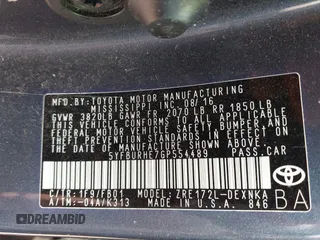 MFD.BY: TOYOTA MOTOR MANUFACTURING
MISSISSIPPI, INC. 08/16
GVWR 3820LB GAWR FR 2070LB RR 1850LB
THIS VEHICLE CONFORMS TO ALL APPLICABLE
FEDERAL MOTOR VEHICLE SAFETY, BUMPER, AND
THEFT PREVENTION STANDARDS IN EFFECT ON
THE DATE OF MANUFACTURE SHOWN ABOVE.
5YFBURHE7GP554489 PASS. CAR
C/TR:1F9/FB01 MODEL: ZRE172L-DEXNKA
A/TM:-04A/K313 MADE IN U.S.A. 846
TOYOTA
BA
DREAMBID